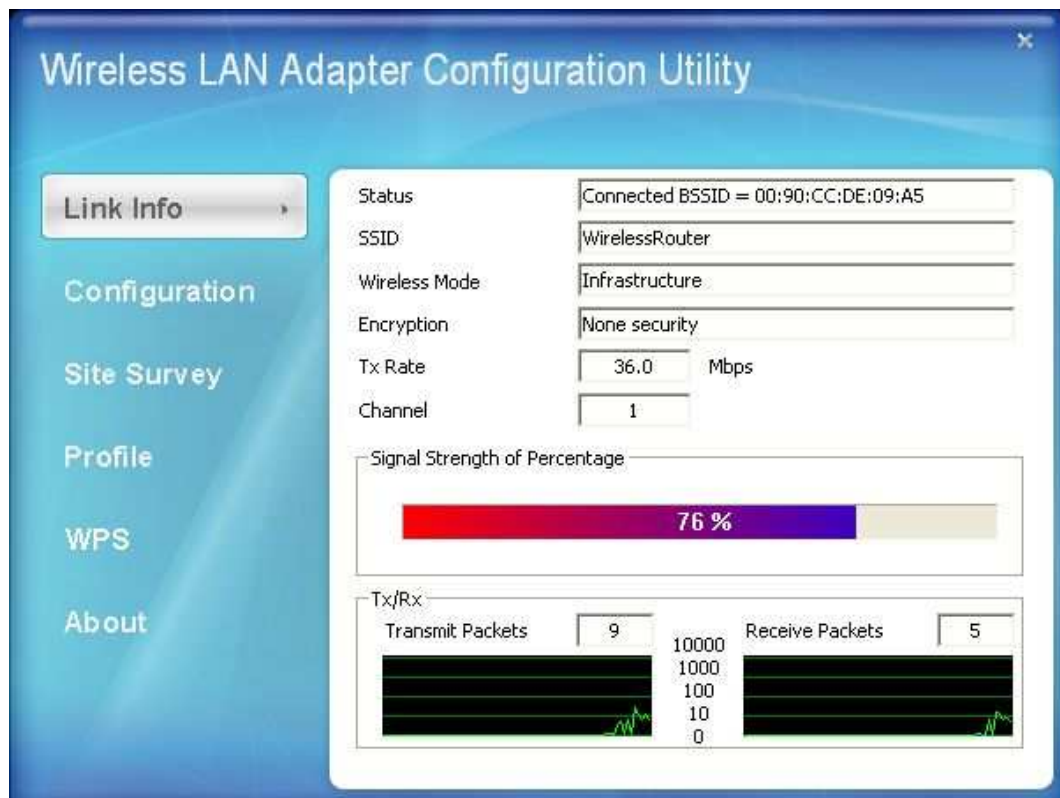 Wireless LAN Adapter Configuration Utility
Link Info
Configuration
Site Survey
Profile
WPS
About
Status Connected BSSID = 00:90:CC:DE:09:A5
SSID WirelessRouter
Wireless Mode Infrastructure
Encryption None security
Tx Rate 36.0 Mbps
Channel 1
Signal Strength of Percentage
76 %
Tx/Rx
Transmit Packets 9
10000
1000
100
10
0
Receive Packets 5